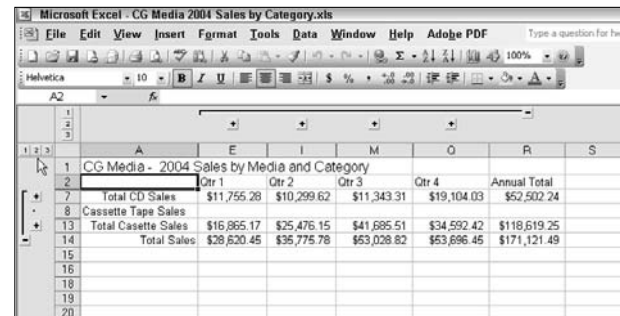 Microsoft Excel - CG Media 2004 Sales by Category.xls
File Edit View Insert Format Tools Data Window Help Adobe PDF Type a question for he
100%
Helvetica 10 B I U $ % ,
A2 fx
1
2
3
1 2 3 A E I M Q R S
1 CG Media - 2004 Sales by Media and Category
2 Qtr 1 Qtr 2 Qtr 3 Qtr 4 Annual Total
7 Total CD Sales $11,755.28 $10,299.62 $11,343.31 $19,104.03 $52,502.24
8 Cassette Tape Sales
13 Total Casette Sales $16,865.17 $25,476.15 $41,685.51 $34,592.42 $118,619.25
14 Total Sales $28,620.45 $35,775.78 $53,028.82 $53,696.45 $171,121.49
15
16
18
19
20